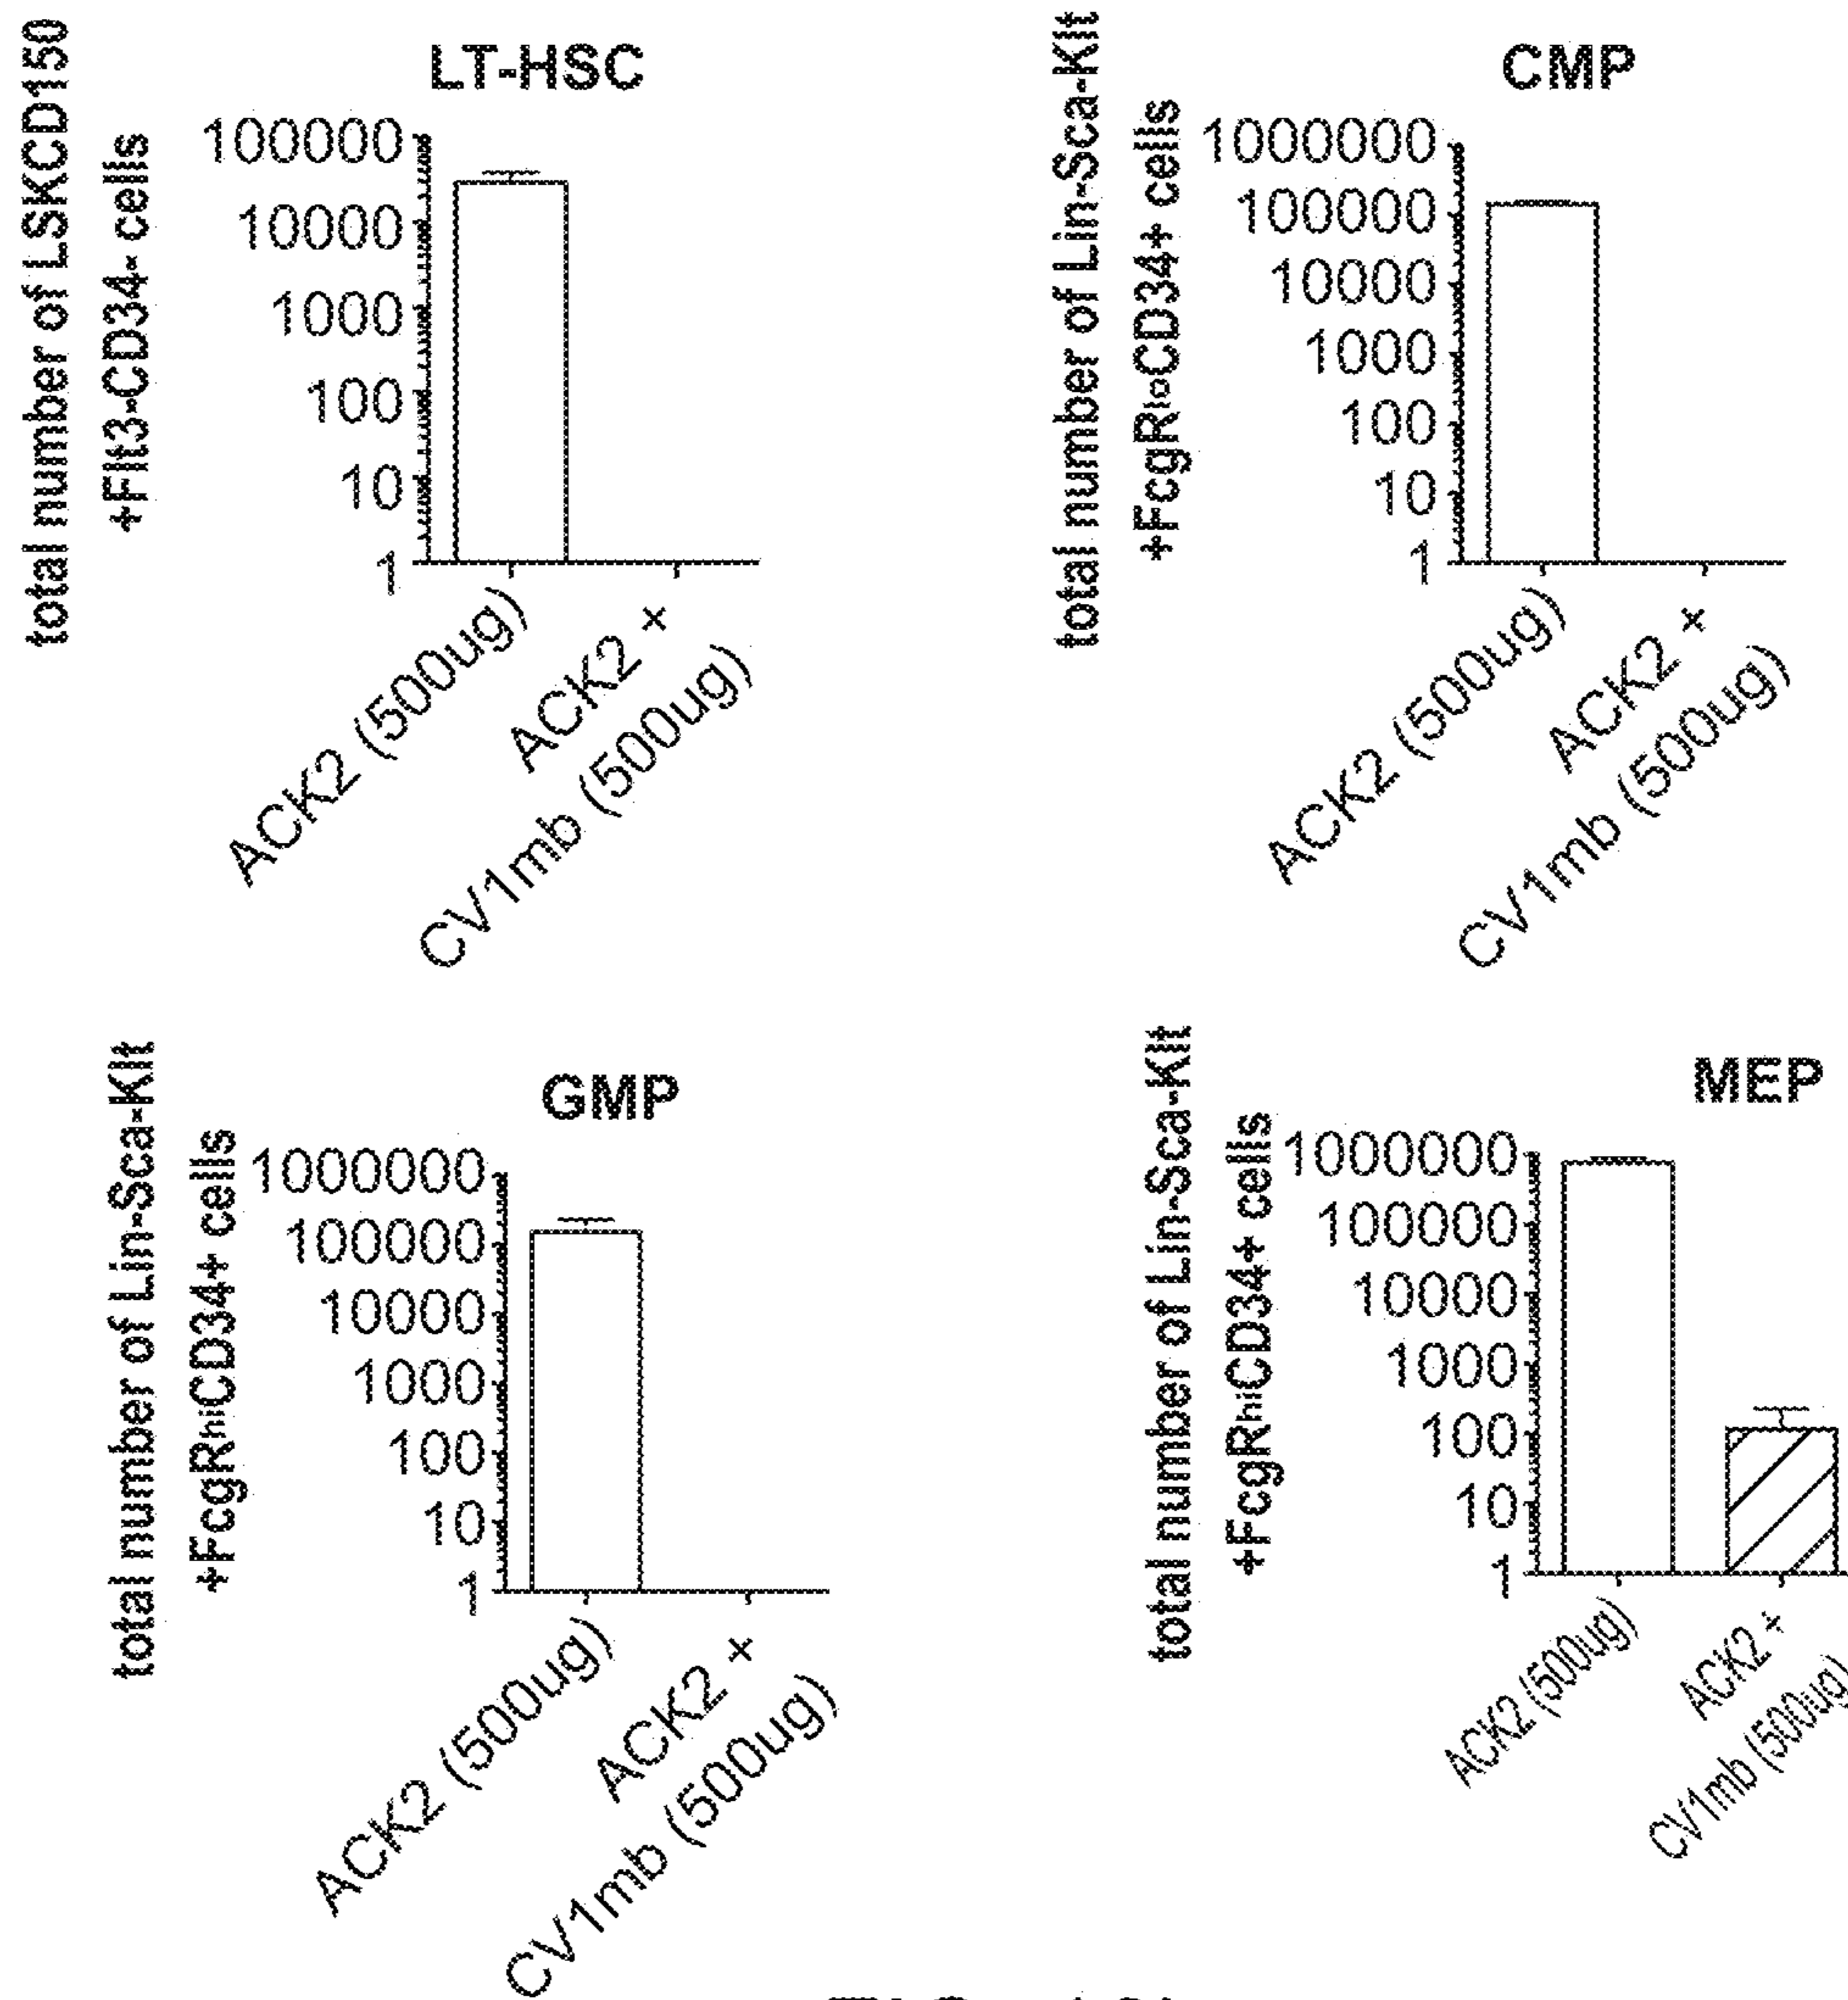 total number of LSKCD150
+Flt3-CD34- cells
LT-HSC
100000
10000
1000
100
10
1
ACK2 (500ug)
ACK2 +
CV1mb (500ug)
total number of Lin-Sca-Kit
+FcgRloCD34+ cells
CMP
1000000
100000
10000
1000
100
10
1
ACK2 (500ug)
ACK2 +
CV1mb (500ug)
total number of Lin-Sca-Kit
+FcgRhiCD34+ cells
GMP
1000000
100000
10000
1000
100
10
1
ACK2 (500ug)
ACK2 +
CV1mb (500ug)
total number of Lin-Sca-Kit
+FcgRhiCD34+ cells
MEP
1000000
100000
10000
1000
100
10
1
ACK2 (500ug)
ACK2 +
CV1mb (500ug)